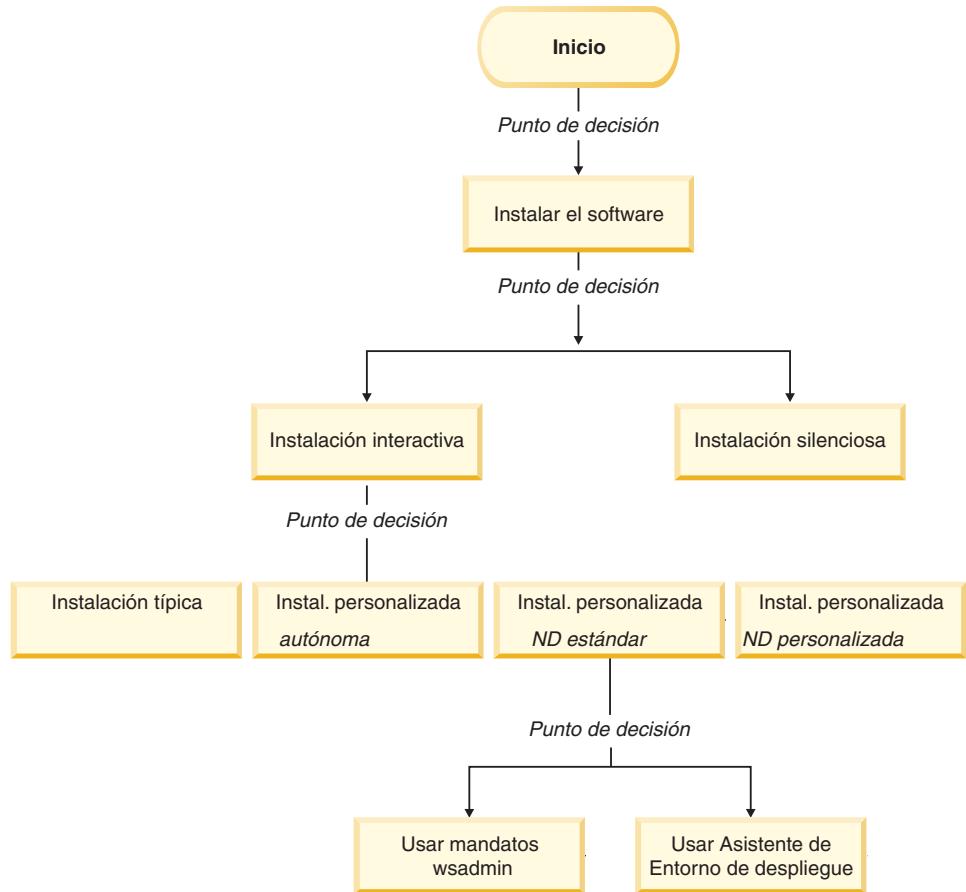 Inicio
Punto de decisión
Instalar el software
Punto de decisión
Instalación interactiva
Instalación silenciosa
Punto de decisión
Instalación típica
Instal. personalizada
autónoma
Instal. personalizada
ND estándar
Instal. personalizada
ND personalizada
Punto de decisión
Usar mandatos
wsadmin
Usar Asistente de
Entorno de despliegue